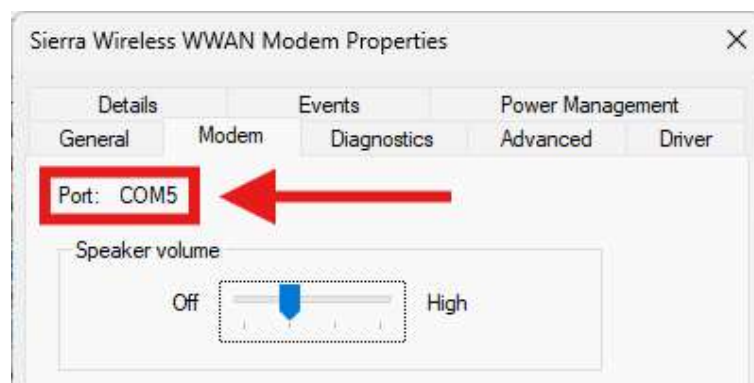 Sierra Wireless WWAN Modem Properties
Details Events Power Management
General Modem Diagnostics Advanced Driver
Port: COM5
Speaker volume
Off High